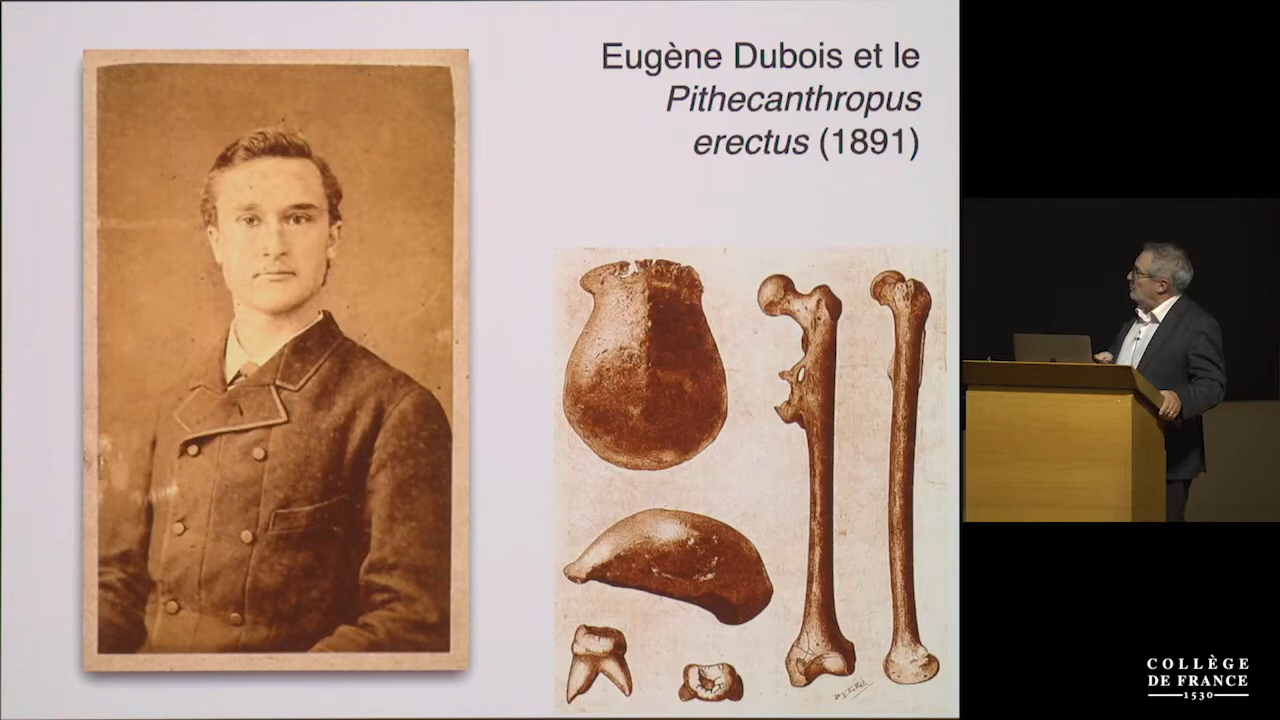 Eugène Dubois et le
Pithecanthropus
erectus (1891)
COLLÈGE
DE FRANCE
1530